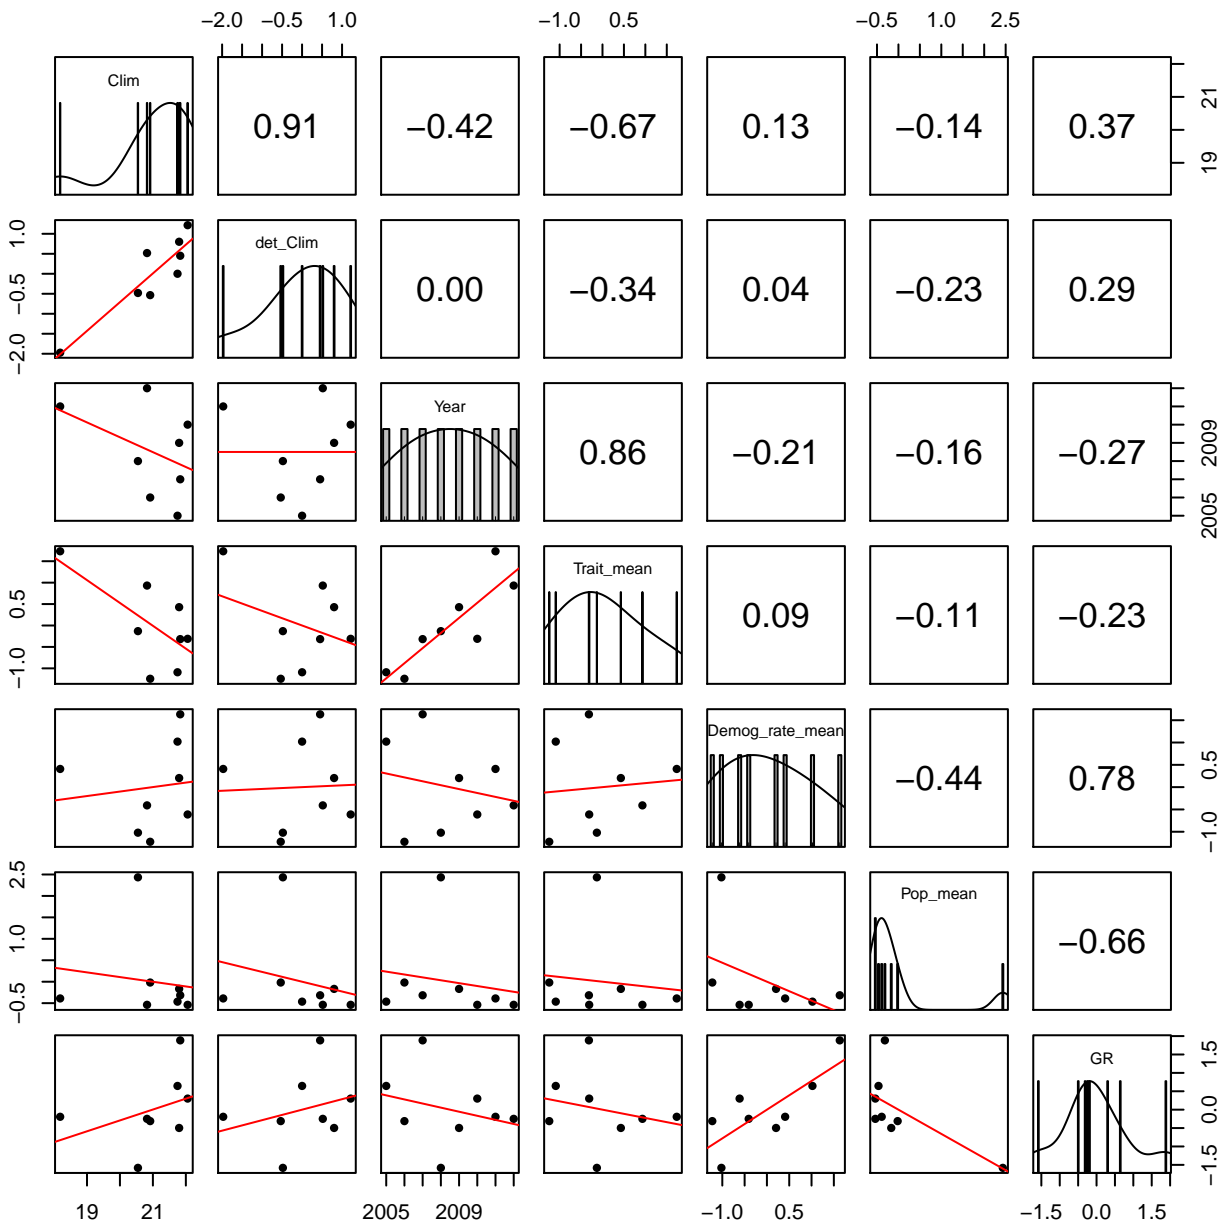 −2.0 −0.5 1.0 −1.0 0.5 −0.5 1.0 2.5
Clim 0.91 −0.42 −0.67 0.13 −0.14 0.37 19 21
−2.0 −0.5 1.0 det_Clim 0.00 −0.34 0.04 −0.23 0.29
Year 0.86 −0.21 −0.16 −0.27 2005 2009
−1.0 0.5 Trait_mean 0.09 −0.11 −0.23
Demog_rate_mean −0.44 0.78 −1.0 0.5
−0.5 1.0 2.5 Pop_mean −0.66
GR −1.5 0.0 1.5
19 21 2005 2009 −1.0 0.5 −1.5 0.0 1.5